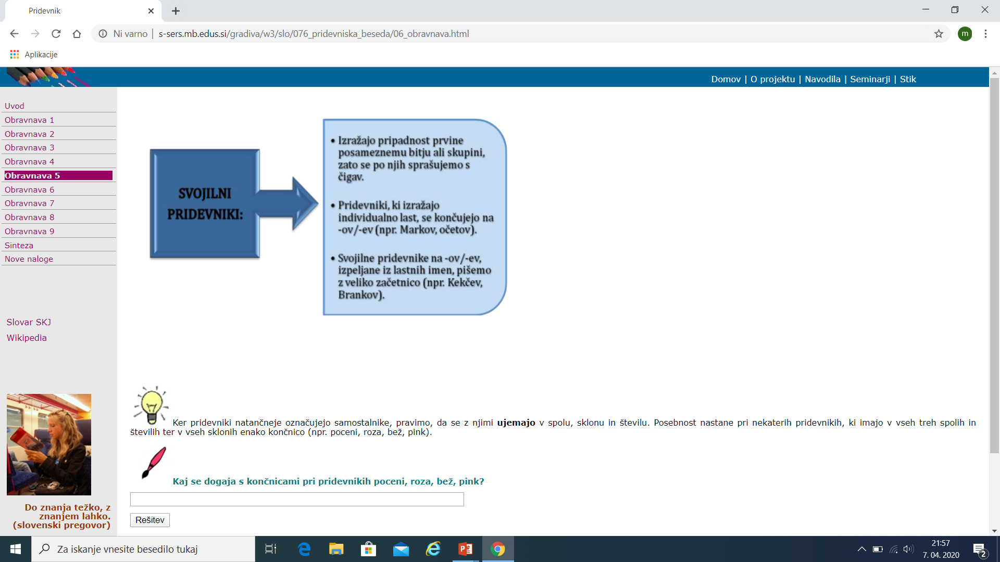 Pridevnik
Ni varno | s-sers.mb.edus.si/gradiva/w3/slo/076_pridevniska_beseda/06_obravnava.html
m
Aplikacije
Domov | O projektu | Navodila | Seminarji | Stik
Uvod
Obravnava 1
Obravnava 2
Obravnava 3
Obravnava 4
Obravnava 5
Obravnava 6
Obravnava 7
Obravnava 8
Obravnava 9
Sinteza
Nove naloge
Slovar SKJ
Wikipedia
Do znanja težko, z
znanjem lahko.
(slovenski pregovor)
SVOJILNI
PRIDEVNIKI:
• Izražajo pripadnost prvine
posameznemu bitju ali skupini,
zato se po njih sprašujemo s
čigav.
• Pridevniki, ki izražajo
individualno last, se končujejo na
-ov/-ev (npr. Markov, očetov).
• Svojilne pridevnike na -ov/-ev,
izpeljane iz lastnih imen, pišemo
z veliko začetnico (npr. Kekčev,
Brankov).
Ker pridevniki natančneje označujejo samostalnike, pravimo, da se z njimi ujemajo v spolu, sklonu in številu. Posebnost nastane pri nekaterih pridevnikih, ki imajo v vseh treh spolih in
številih ter v vseh sklonih enako končnico (npr. poceni, roza, bež, pink).
Kaj se dogaja s končnicami pri pridevnikih poceni, roza, bež, pink?
Rešitev
Za iskanje vnesite besedilo tukaj
21:57
7. 04. 2020
2